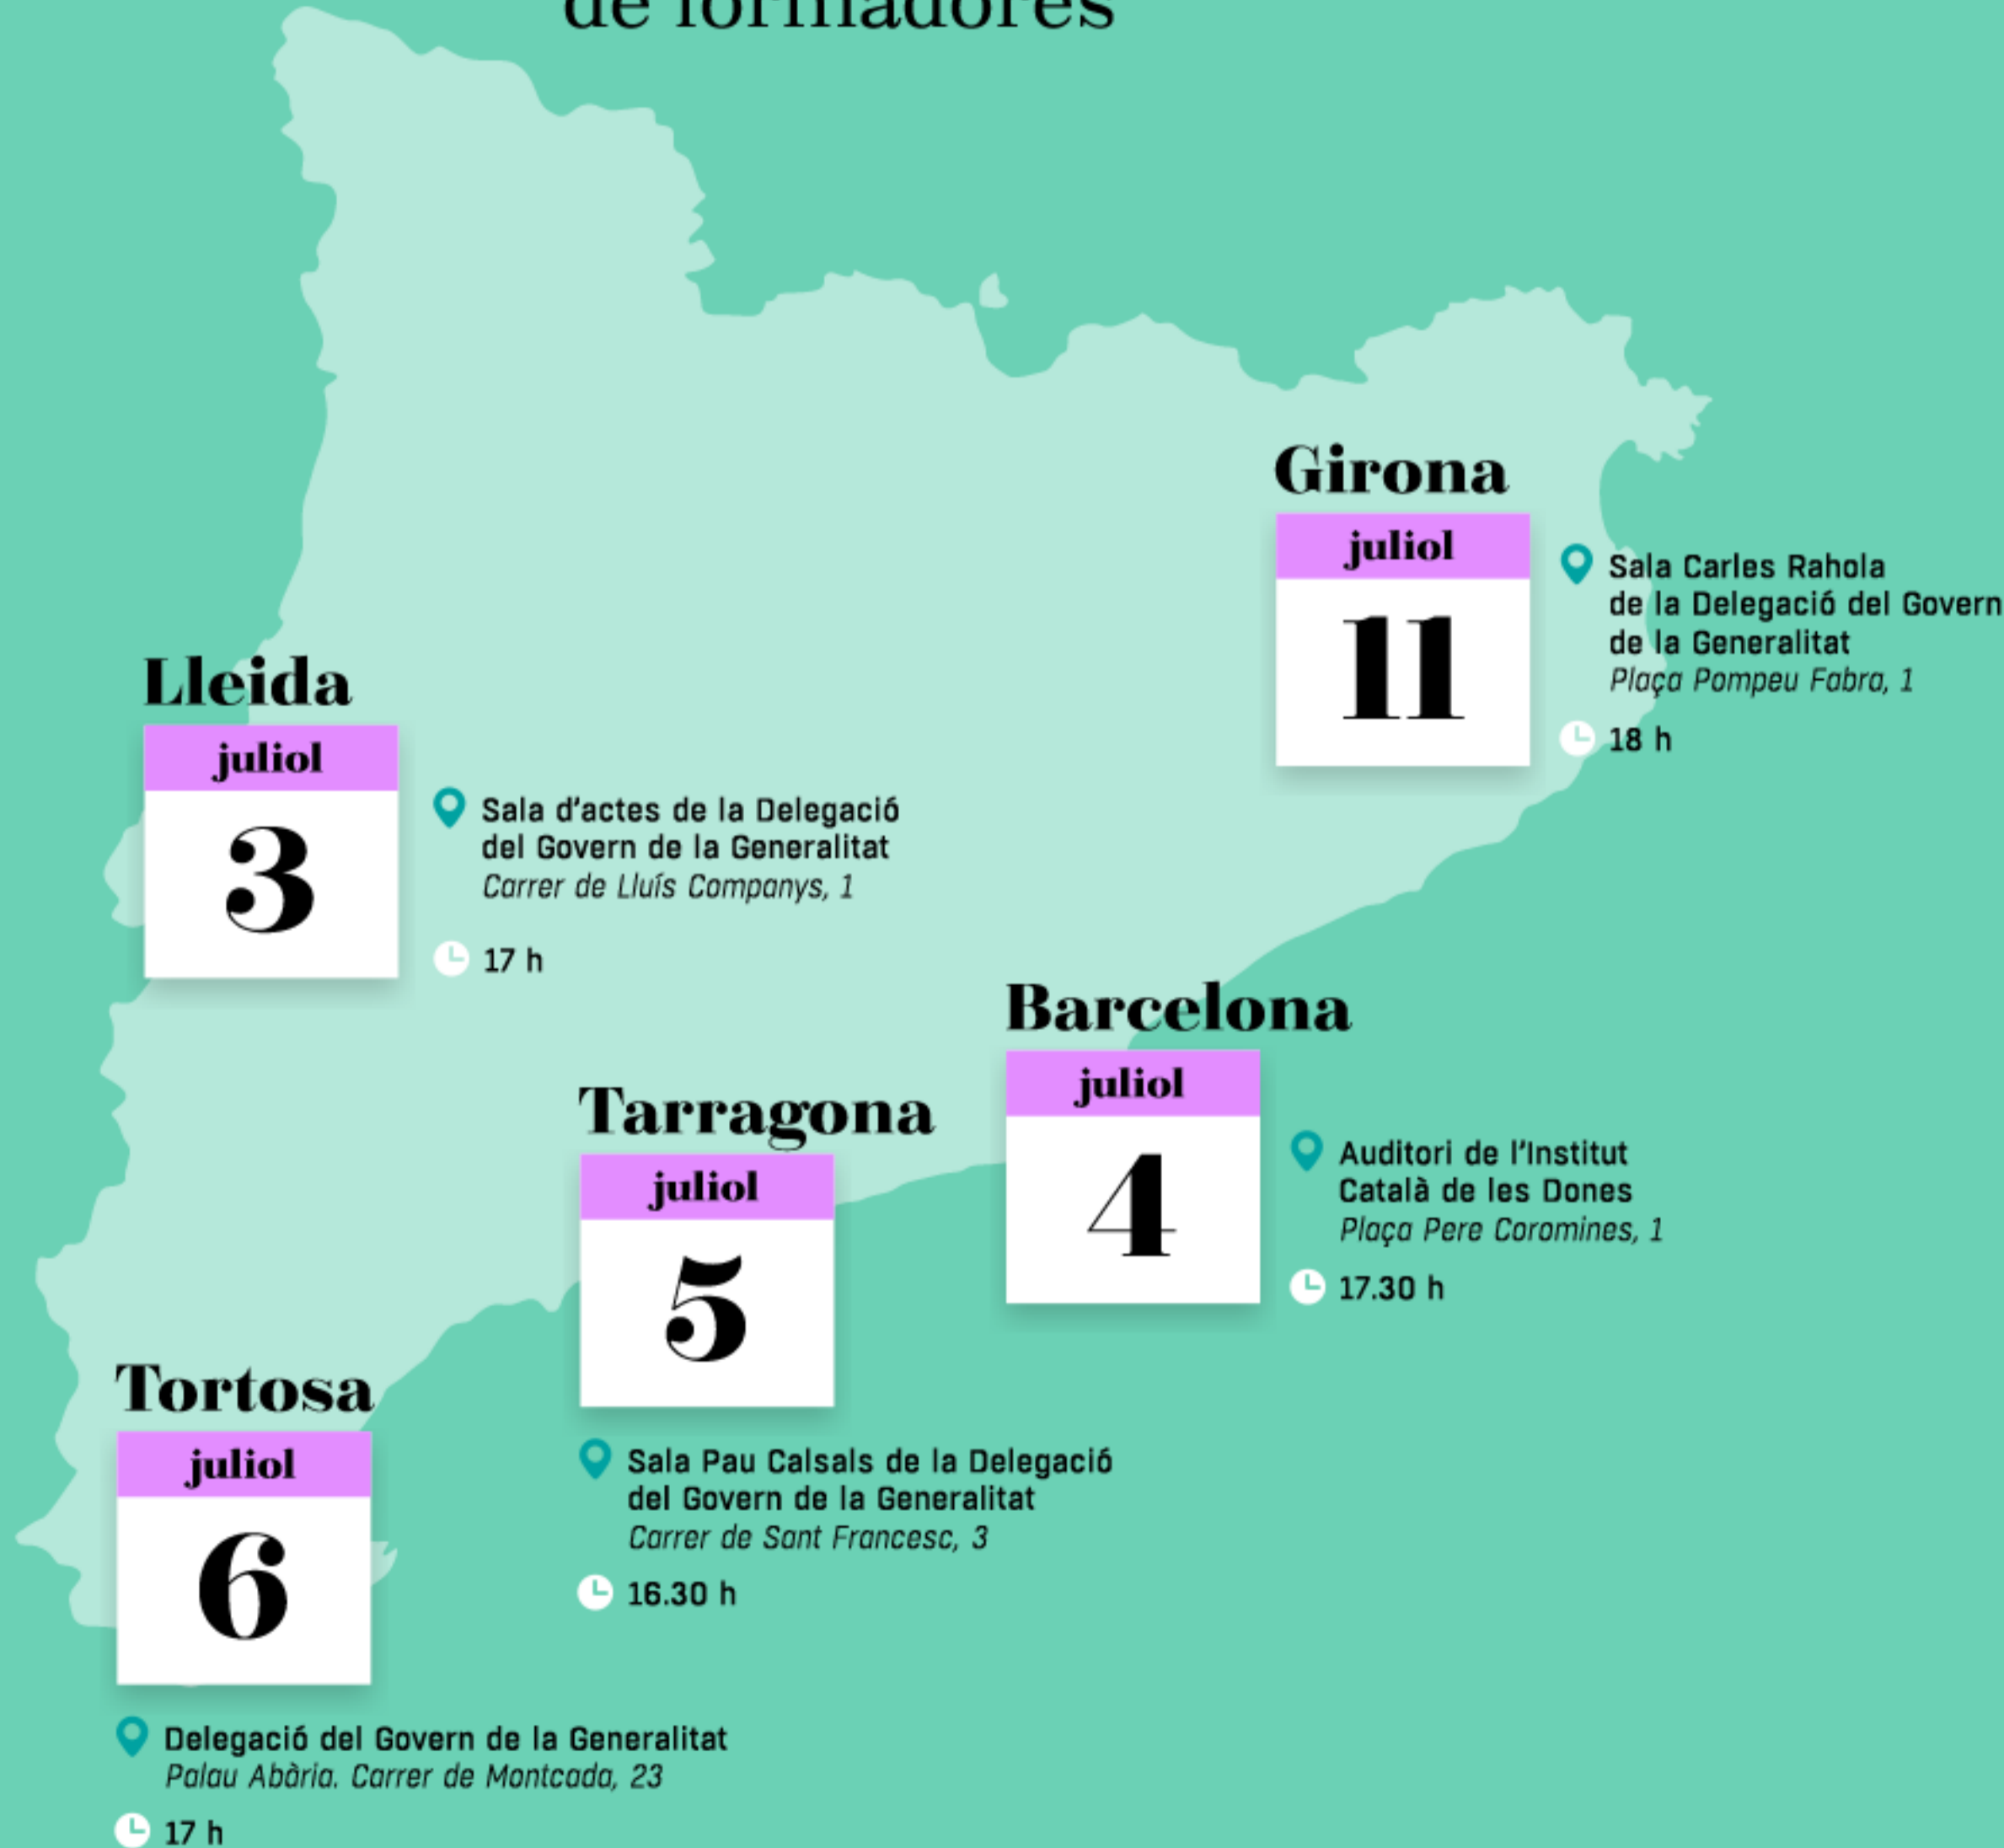 de formadores
Girona
juliol
11
Sala Carles Rahola
de la Delegació del Govern
de la Generalitat
Plaça Pompeu Fabra, 1
18 h
Lleida
juliol
3
Sala d'actes de la Delegació
del Govern de la Generalitat
Carrer de Lluís Companys, 1
17 h
Barcelona
juliol
4
Auditori de l'Institut
Català de les Dones
Plaça Pere Coromines, 1
17.30 h
Tarragona
juliol
5
Sala Pau Calsals de la Delegació
del Govern de la Generalitat
Carrer de Sant Francesc, 3
16.30 h
Tortosa
juliol
6
Delegació del Govern de la Generalitat
Palau Abària. Carrer de Montcada, 23
17 h